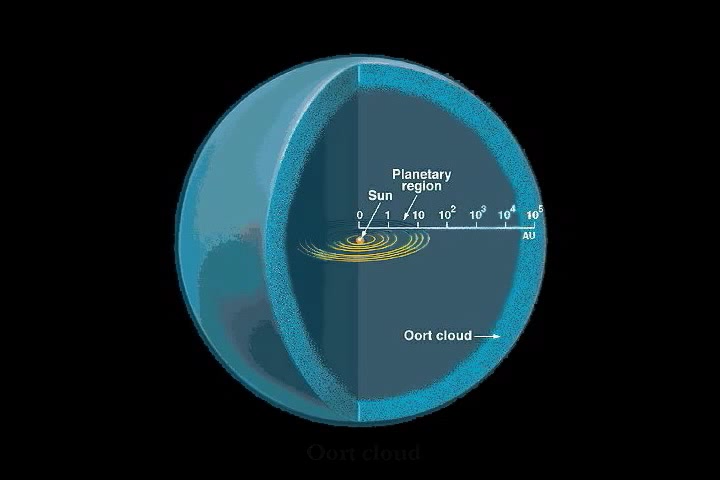 Planetary
region
Sun
0 1 10 10² 10³ 10⁴ 10⁵
AU
Oort cloud
Oort cloud